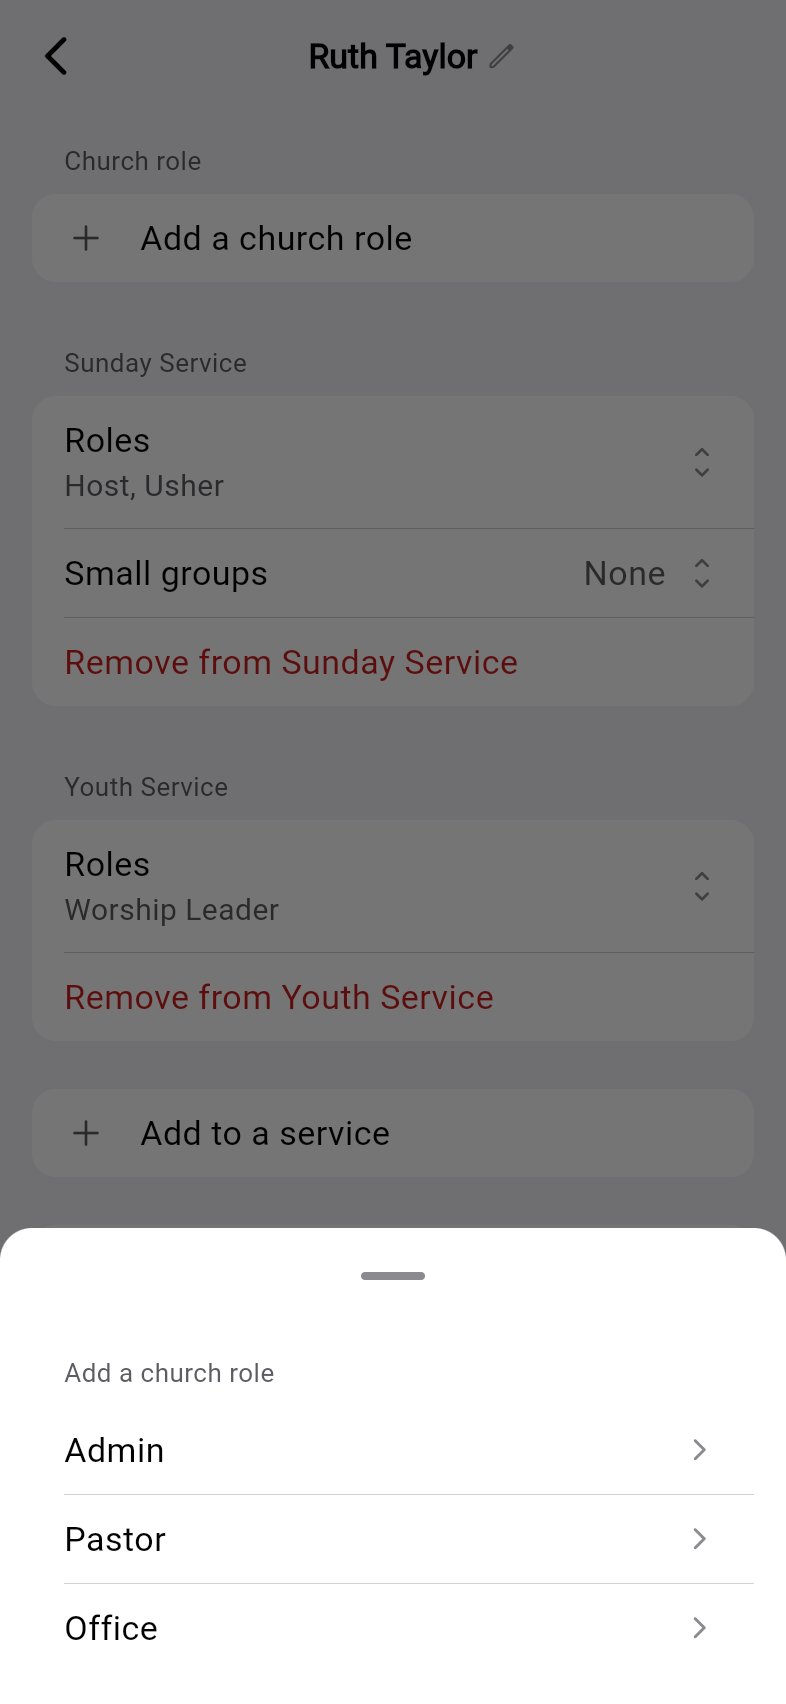 Ruth Taylor
Church role
Add a church role
Sunday Service
Roles
Host, Usher
Small groups None
Remove from Sunday Service
Youth Service
Roles
Worship Leader
Remove from Youth Service
Add to a service
Add a church role
Admin
Pastor
Office